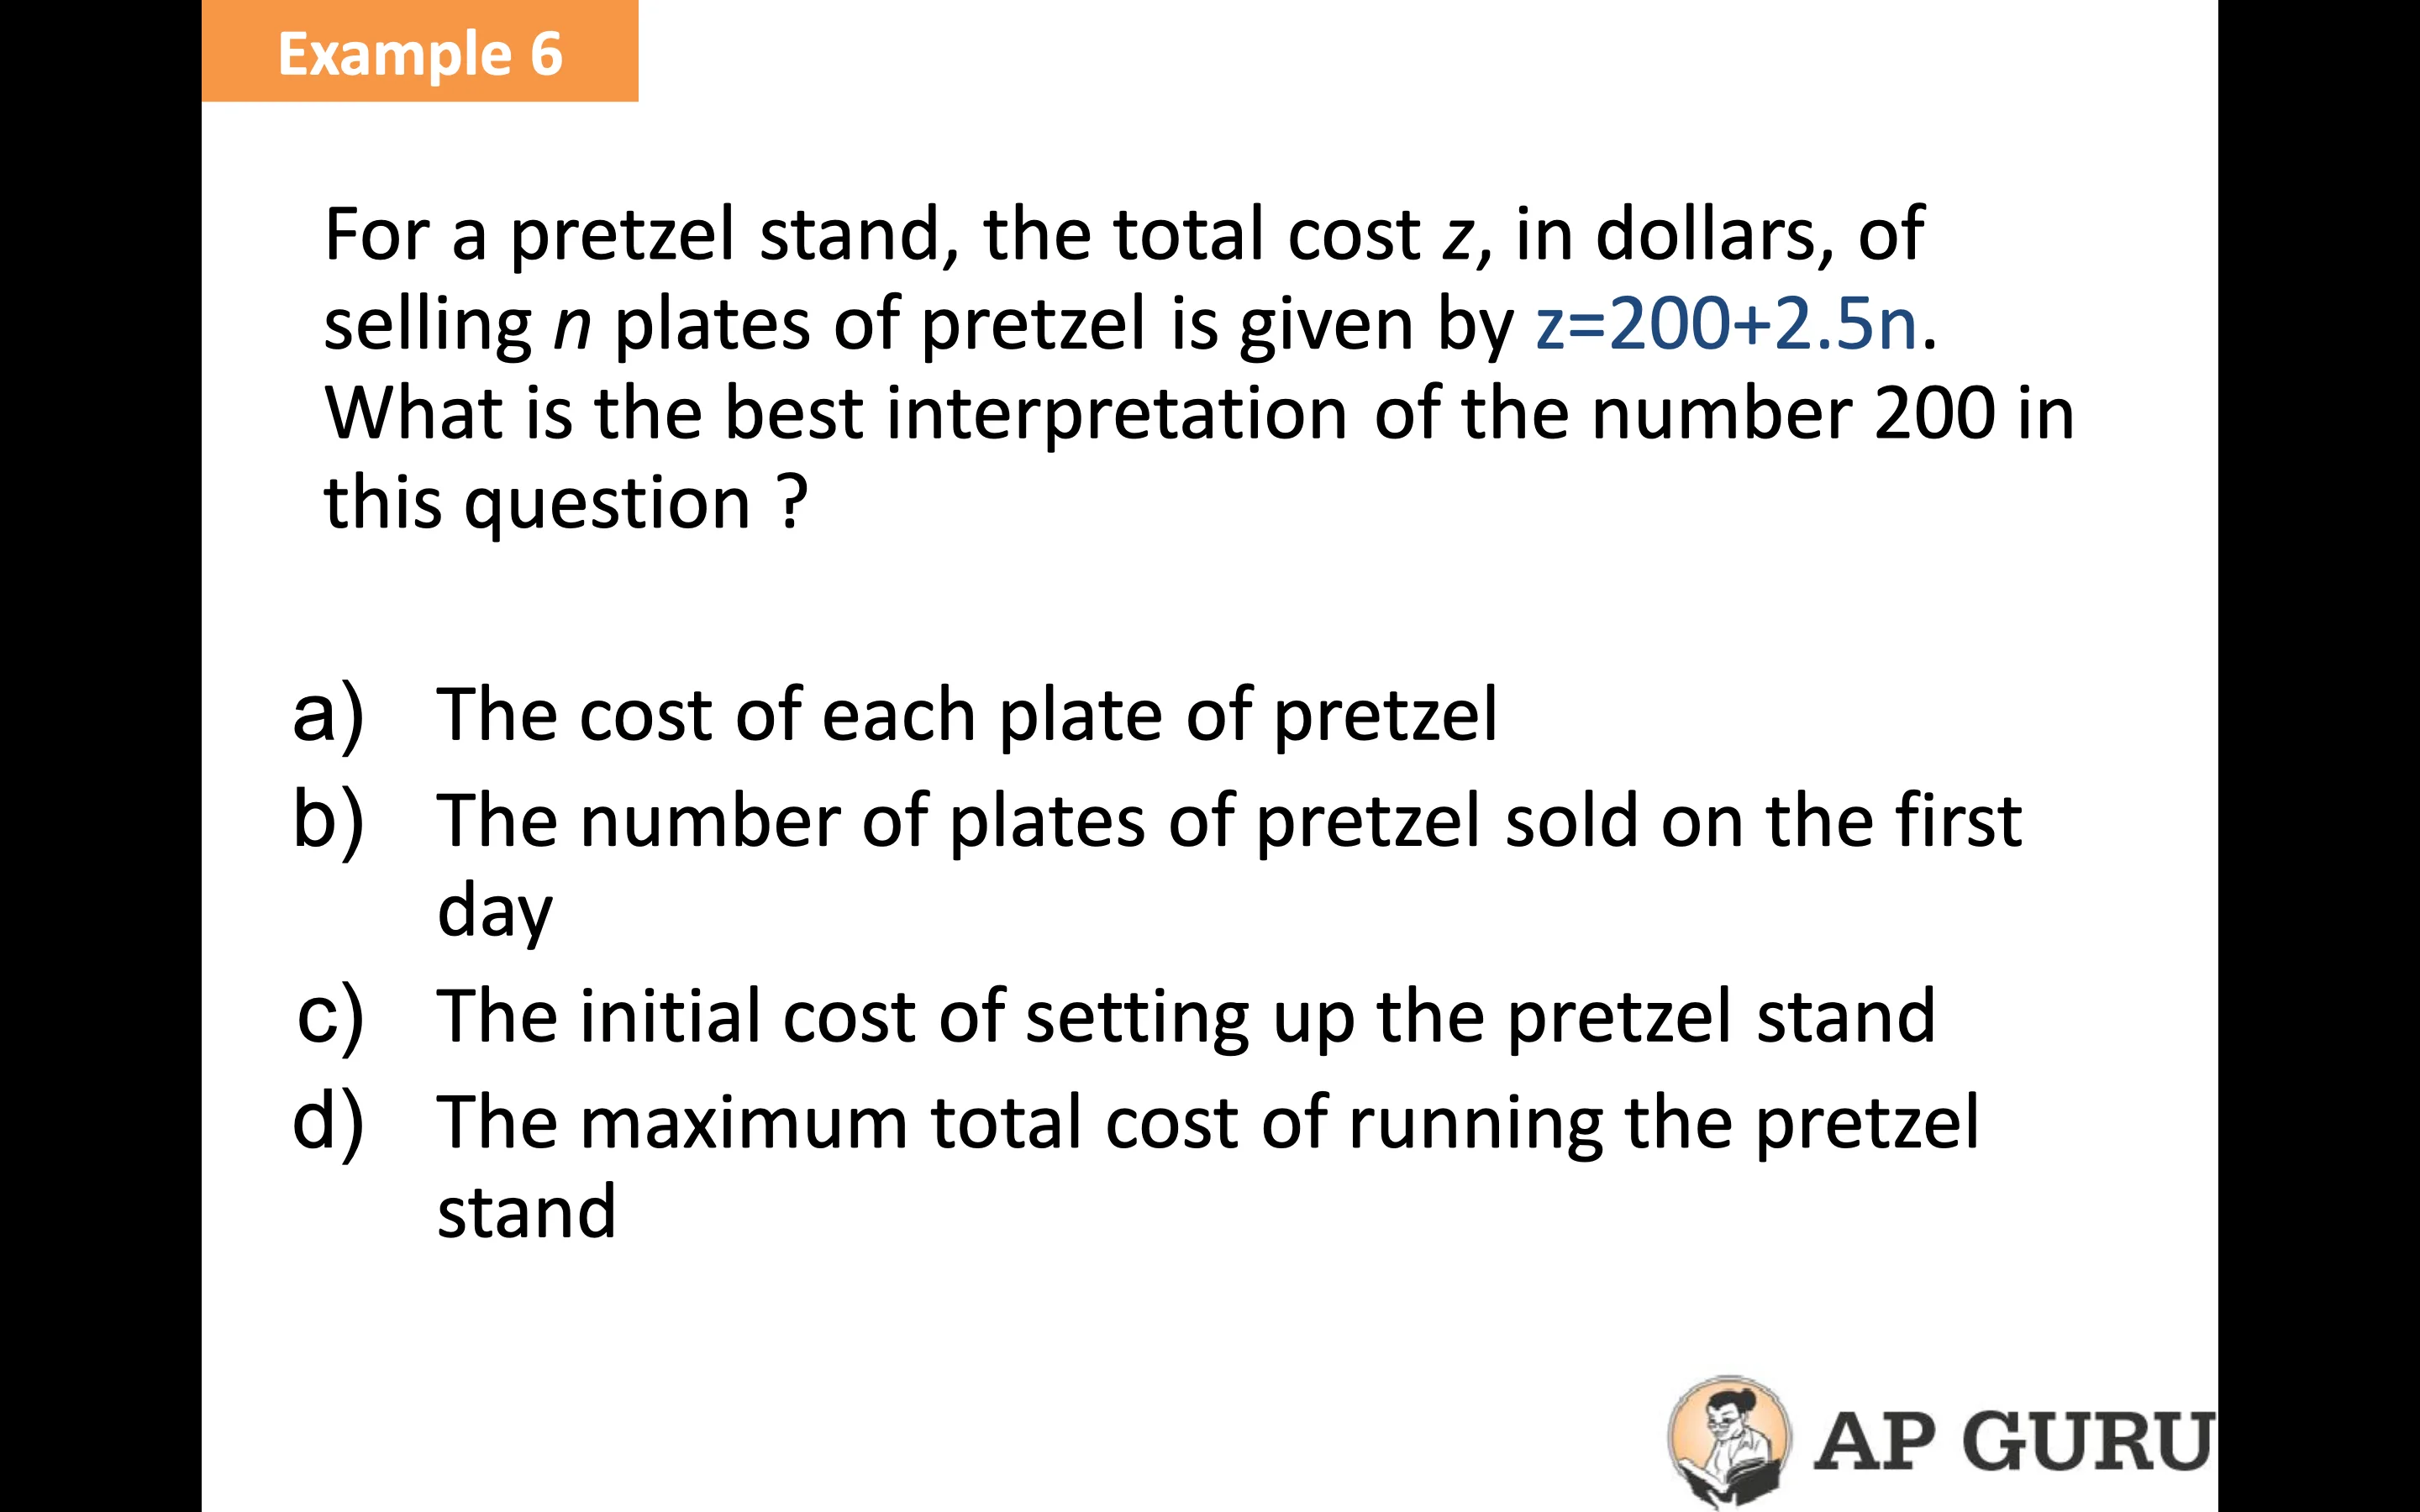 Example 6
For a pretzel stand, the total cost z, in dollars, of
selling n plates of pretzel is given by z=200+2.5n.
What is the best interpretation of the number 200 in
this question ?
a) The cost of each plate of pretzel
b) The number of plates of pretzel sold on the first
day
c) The initial cost of setting up the pretzel stand
d) The maximum total cost of running the pretzel
stand
AP GURU